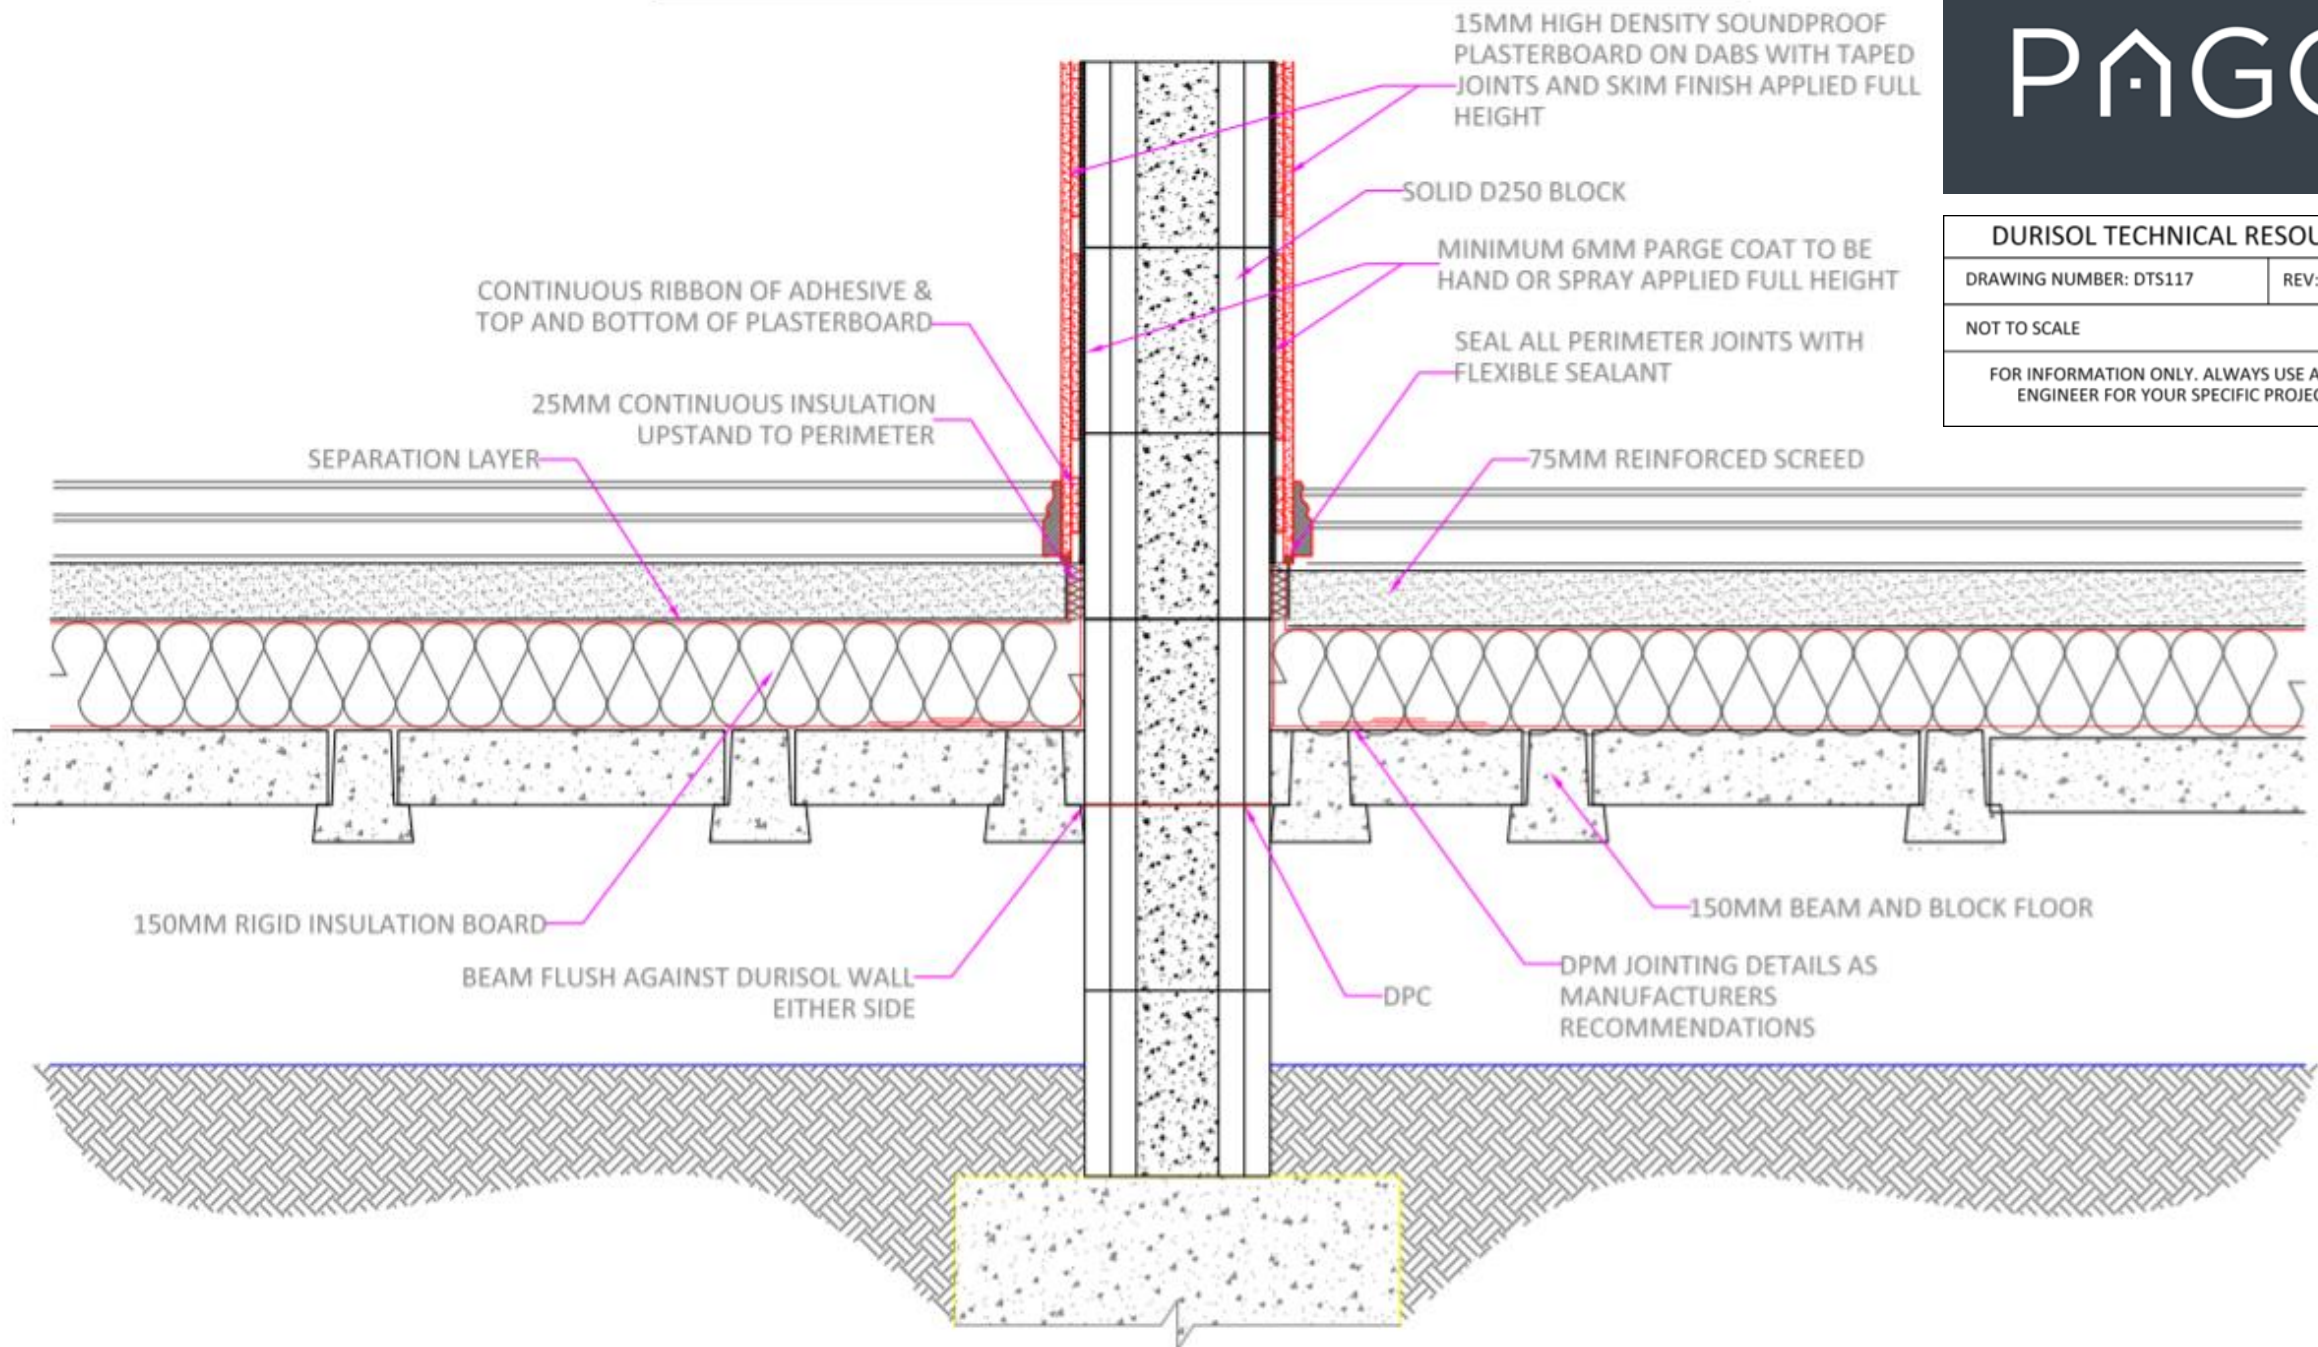 15MM HIGH DENSITY SOUNDPROOF
PLASTERBOARD ON DABS WITH TAPED
JOINTS AND SKIM FINISH APPLIED FULL
HEIGHT
SOLID D250 BLOCK
MINIMUM 6MM PARGE COAT TO BE
HAND OR SPRAY APPLIED FULL HEIGHT
CONTINUOUS RIBBON OF ADHESIVE &
TOP AND BOTTOM OF PLASTERBOARD
SEAL ALL PERIMETER JOINTS WITH
FLEXIBLE SEALANT
25MM CONTINUOUS INSULATION
UPSTAND TO PERIMETER
SEPARATION LAYER
75MM REINFORCED SCREED
150MM RIGID INSULATION BOARD
BEAM FLUSH AGAINST DURISOL WALL
EITHER SIDE
DPC
150MM BEAM AND BLOCK FLOOR
DPM JOINTING DETAILS AS
MANUFACTURERS
RECOMMENDATIONS
PAG
DURISOL TECHNICAL RESOU
DRAWING NUMBER: DTS117
REV:
NOT TO SCALE
FOR INFORMATION ONLY. ALWAYS USE A
ENGINEER FOR YOUR SPECIFIC PROJEC